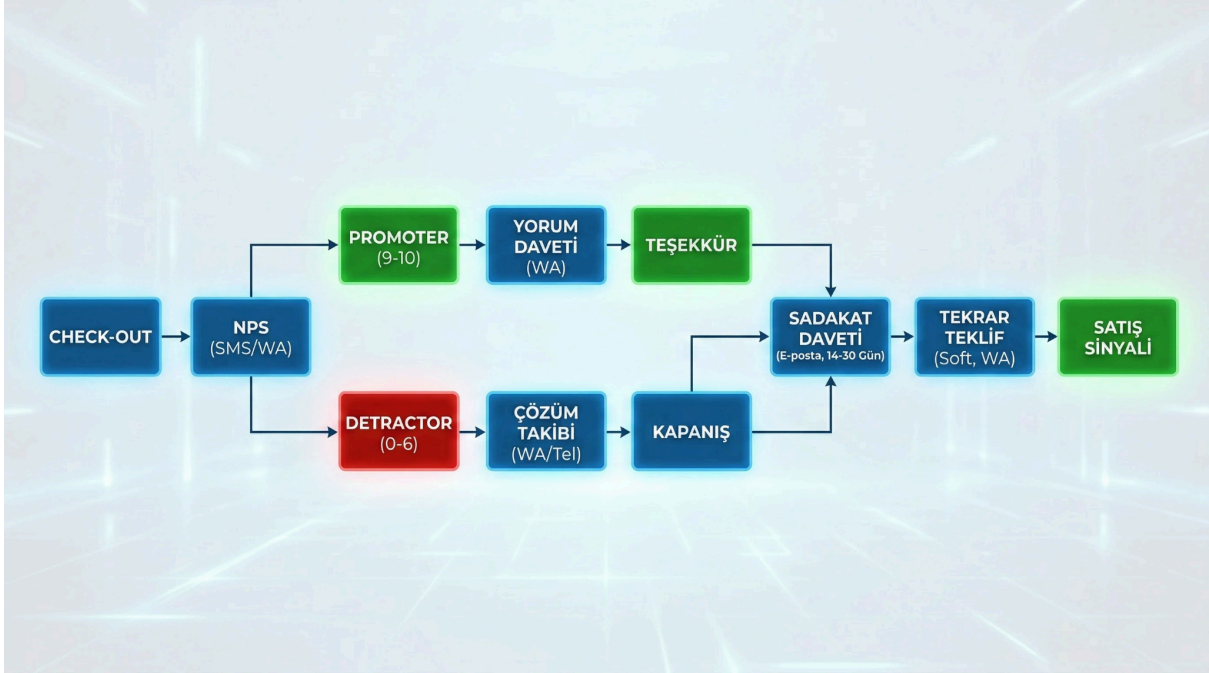 CHECK-OUT
NPS
(SMS/WA)
PROMOTER
(9-10)
YORUM
DAVETİ
(WA)
TEŞEKKÜR
DETRACTOR
(0-6)
ÇÖZÜM
TAKİBİ
(WA/Tel)
KAPANIŞ
SADAKAT
DAVETİ
(E-posta, 14-30 Gün)
TEKRAR
TEKLİF
(Soft, WA)
SATIŞ
SİNYALİ